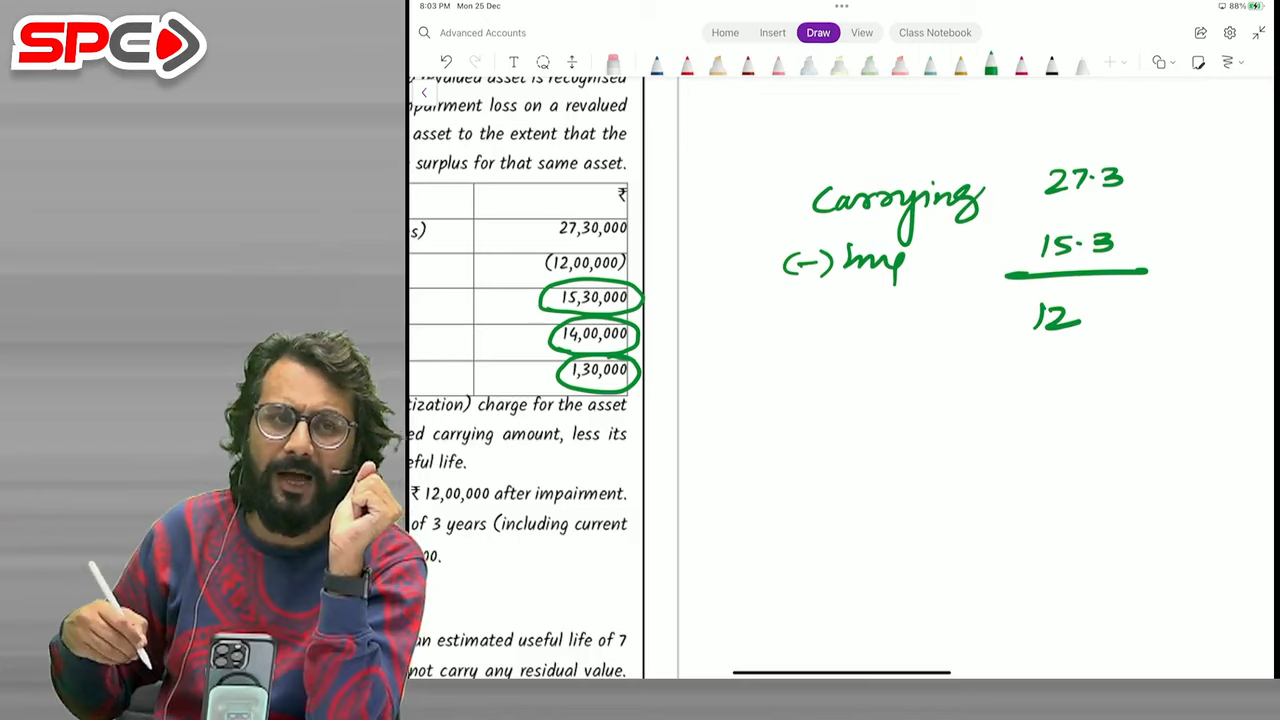 SPC
8:03 PM Mon 25 Dec
88%
Advanced Accounts
Home Insert Draw View Class Notebook
revalued asset is recognised
pairment loss on a revalued
asset to the extent that the
surplus for that same asset.
₹
s) 27,30,000
(12,00,000)
15,30,000
14,00,000
1,30,000
tization) charge for the asset
ed carrying amount, less its
eful life.
₹ 12,00,000 after impairment.
of 3 years (including current
00.
an estimated useful life of 7
not carry any residual value.
Carrying 27.3
(-) Imp 15.3
12